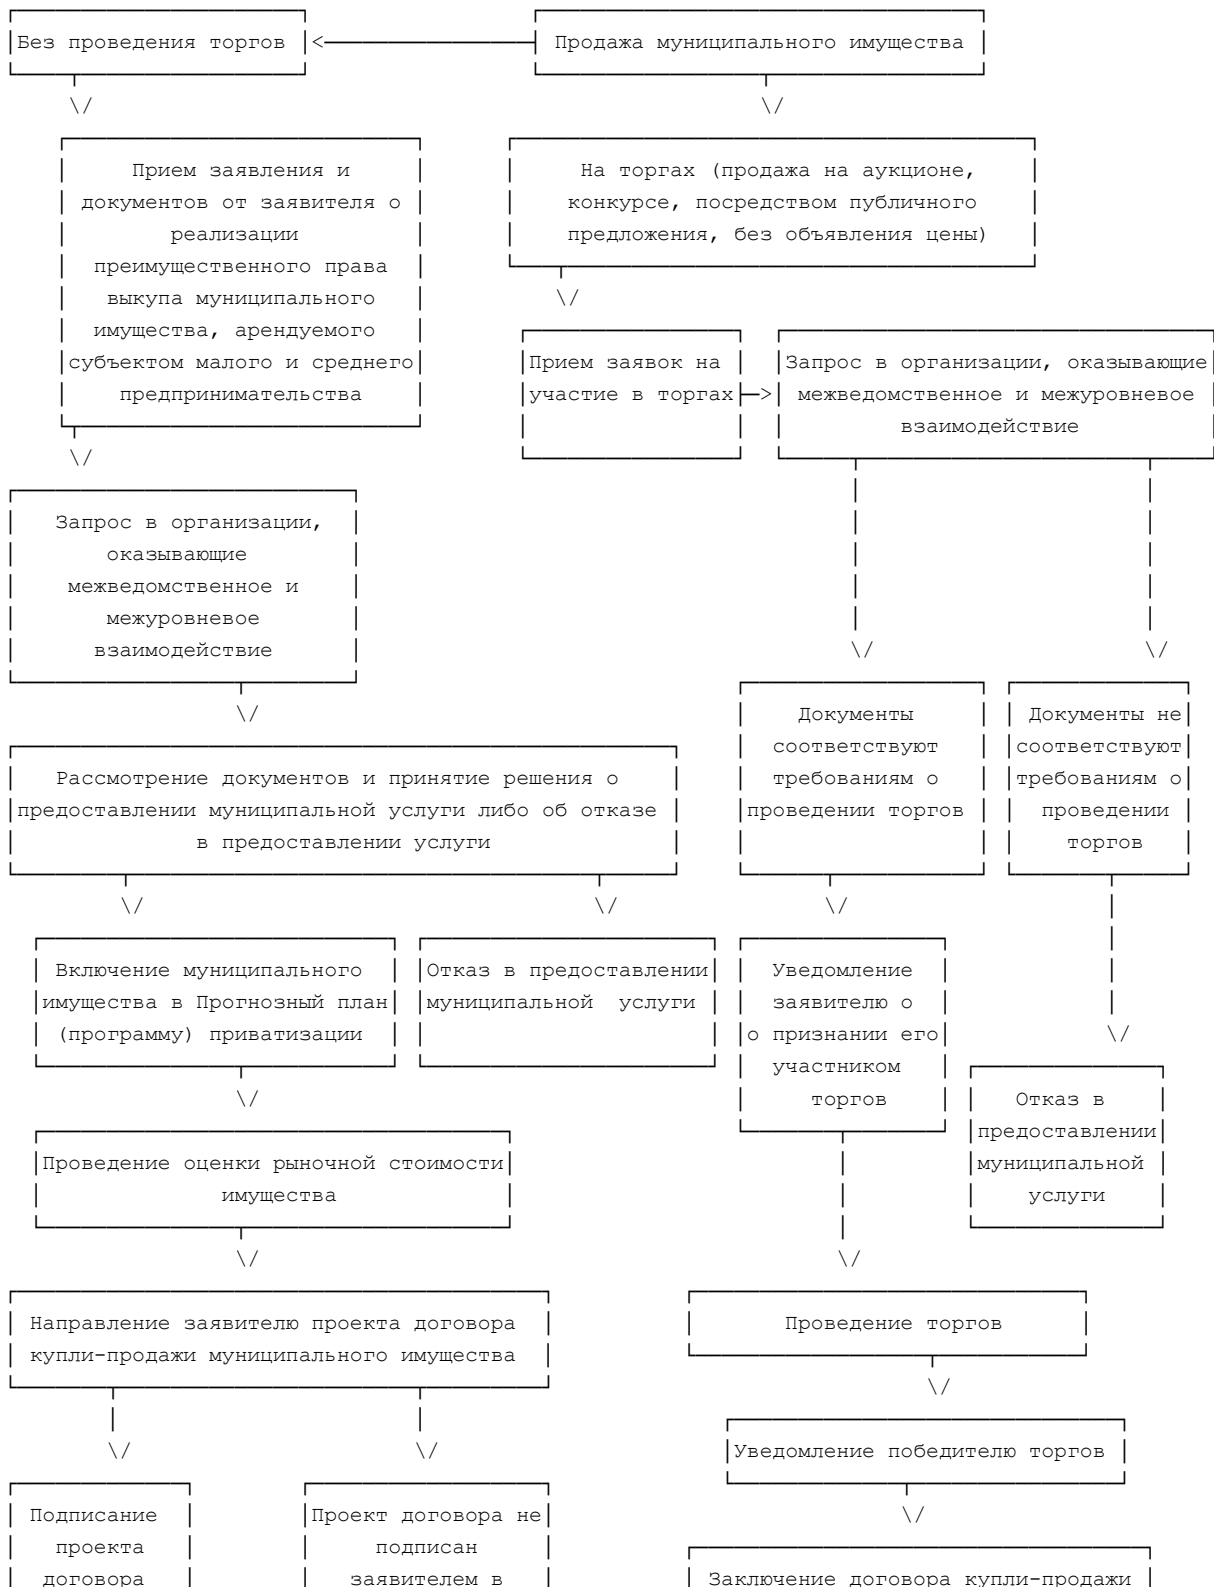 Без проведения торгов
Продажа муниципального имущества
Прием заявления и
документов от заявителя о
реализации
преимущественного права
выкупа муниципального
имущества, арендуемого
субъектом малого и среднего
предпринимательства
На торгах (продажа на аукционе,
конкурсе, посредством публичного
предложения, без объявления цены)
Прием заявок на
участие в торгах
Запрос в организации, оказывающие
межведомственное и межуровневое
взаимодействие
Запрос в организации,
оказывающие
межведомственное и
межуровневое
взаимодействие
Документы
соответствуют
требованиям о
проведении торгов
Документы не
соответствуют
требованиям о
проведении
торгов
Рассмотрение документов и принятие решения о
предоставлении муниципальной услуги либо об отказе
в предоставлении услуги
Включение муниципального
имущества в Прогнозный план
(программу) приватизации
Отказ в предоставлении
муниципальной услуги
Уведомление
заявителю о
о признании его
участником
торгов
Отказ в
предоставлении
муниципальной
услуги
Проведение оценки рыночной стоимости
имущества
Направление заявителю проекта договора
купли-продажи муниципального имущества
Проведение торгов
Уведомление победителю торгов
Подписание
проекта
договора
Проект договора не
подписан
заявителем в
Заключение договора купли-продажи